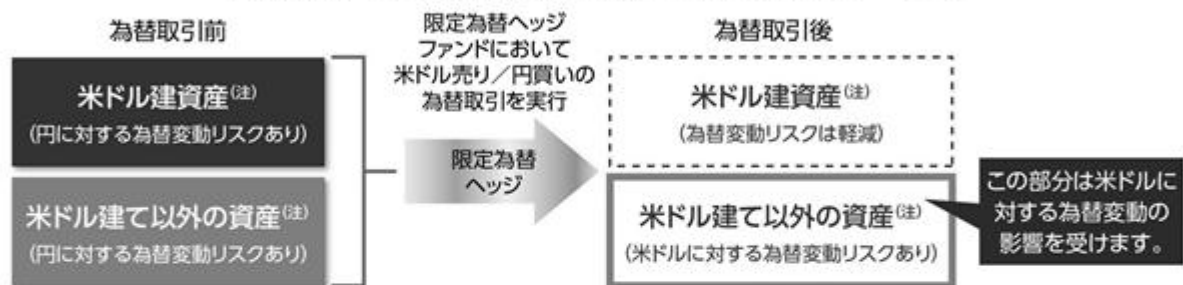 為替取引前
米ドル建資産(注)
(円に対する為替変動リスクあり)
米ドル建て以外の資産(注)
(円に対する為替変動リスクあり)
限定為替ヘッジ
ファンドにおいて
米ドル売り／円買いの
為替取引を実行
限定為替
ヘッジ
為替取引後
米ドル建資産(注)
(為替変動リスクは軽減)
米ドル建て以外の資産(注)
(米ドルに対する為替変動リスクあり)
この部分は米ドルに
対する為替変動の
影響を受けます。